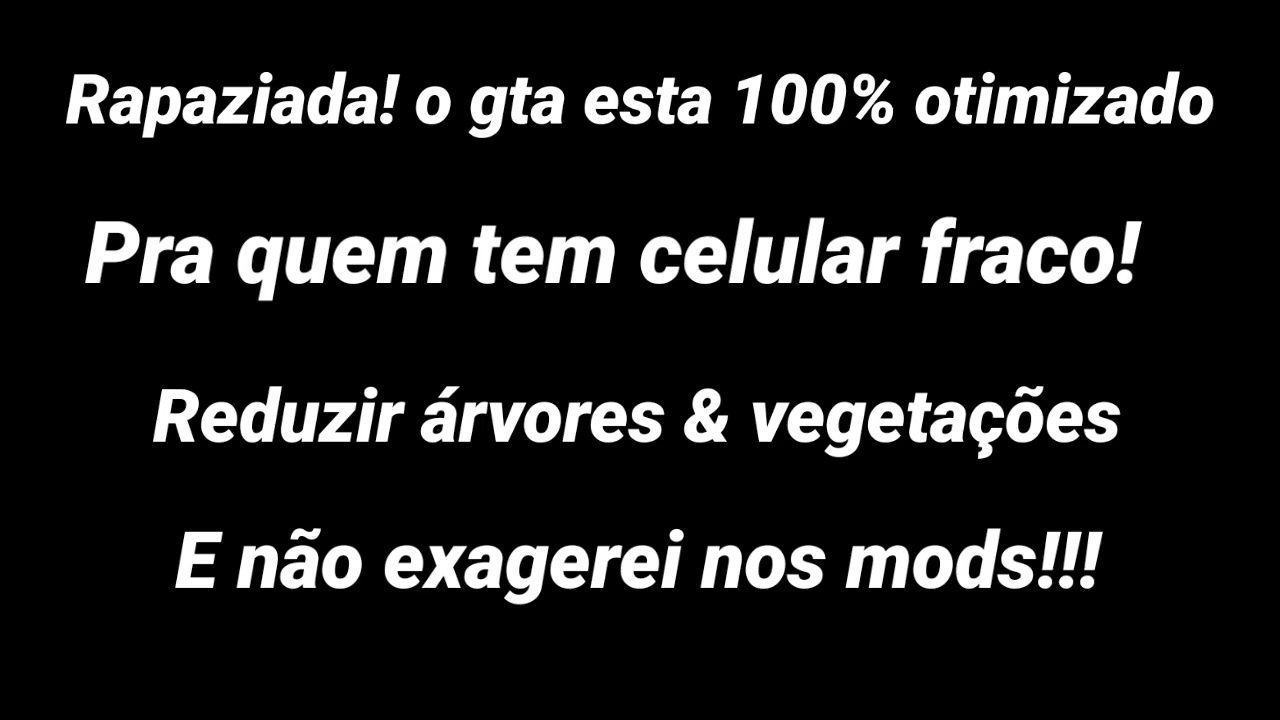 Rapaziada! o gta esta 100% otimizado
Pra quem tem celular fraco!
Reduzir árvores & vegetações
E não exagerei nos mods!!!